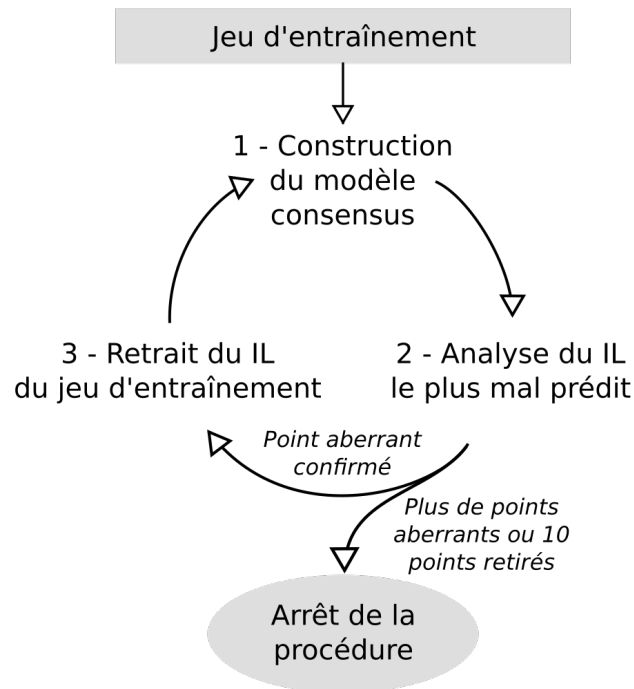 Jeu d'entraînement
1 - Construction
du modèle
consensus
3 - Retrait du IL
du jeu d'entraînement
2 - Analyse du IL
le plus mal prédit
Point aberrant
confirmé
Plus de points
aberrants ou 10
points retirés
Arrêt de la
procédure